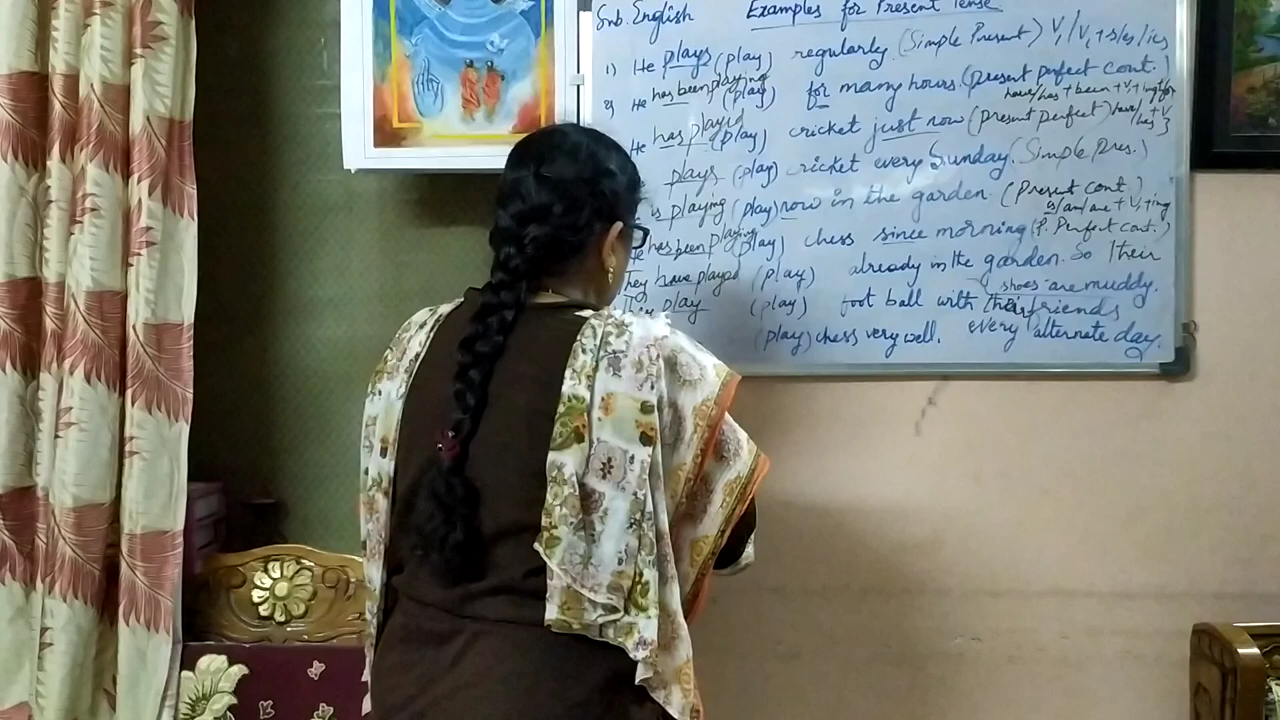 Sub. English Examples for Present Tense
1) He plays (play) regularly. (Simple Present) V1/V1+s/es/ies
2) He has been playing (play) for many hours. (present perfect cont.)
have/has + been + V1 + ing + for
He has played (play) cricket just now (present perfect) have/has + V3
plays (play) cricket every Sunday. (Simple Pres.)
is playing (play) now in the garden. (Present cont.)
is/am/are + V1 + ing
He has been playing (play) chess since morning (P. Perfect cont.)
They have played (play) already in the garden. So their
shoes are muddy.
play (play) foot ball with their friends
every alternate day.
(play) chess very well.